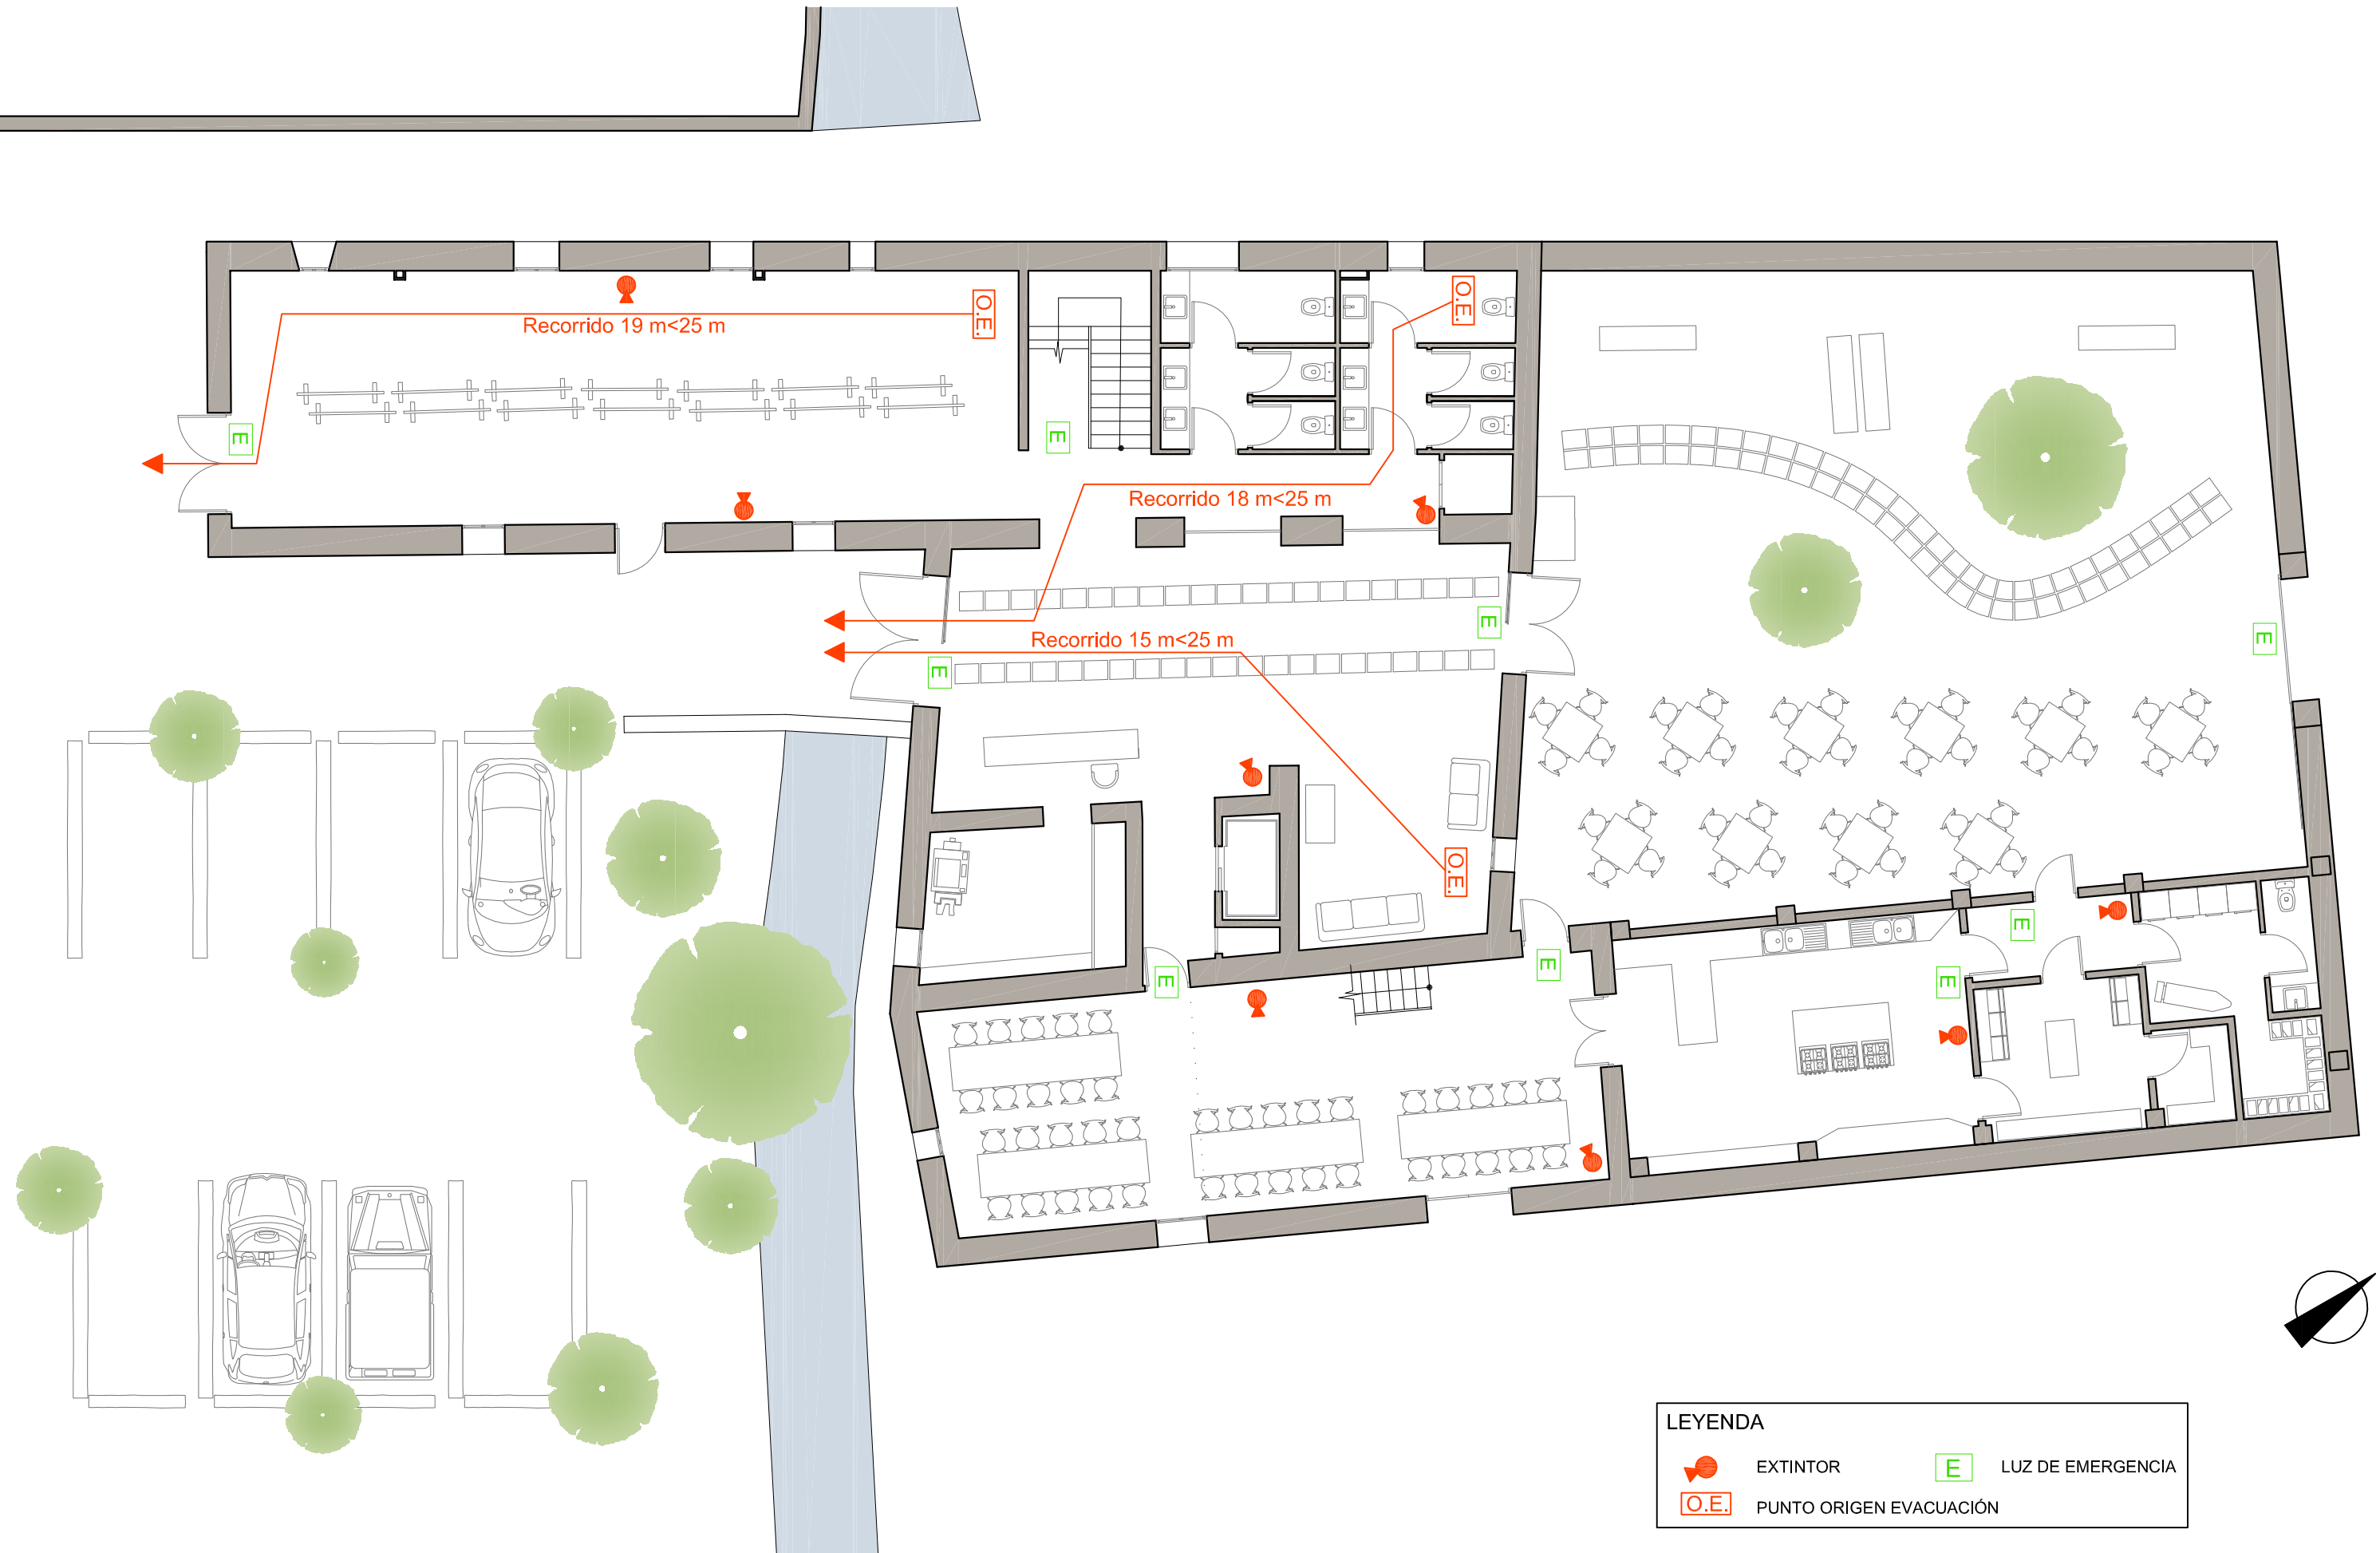 O.E.
Recorrido 19 m<25 m
O.E.
E
E
Recorrido 18 m<25 m
E
E
Recorrido 15 m<25 m
E
O.E.
E
E
E
E
LEYENDA
EXTINTOR
E
LUZ DE EMERGENCIA
O.E.
PUNTO ORIGEN EVACUACIÓN